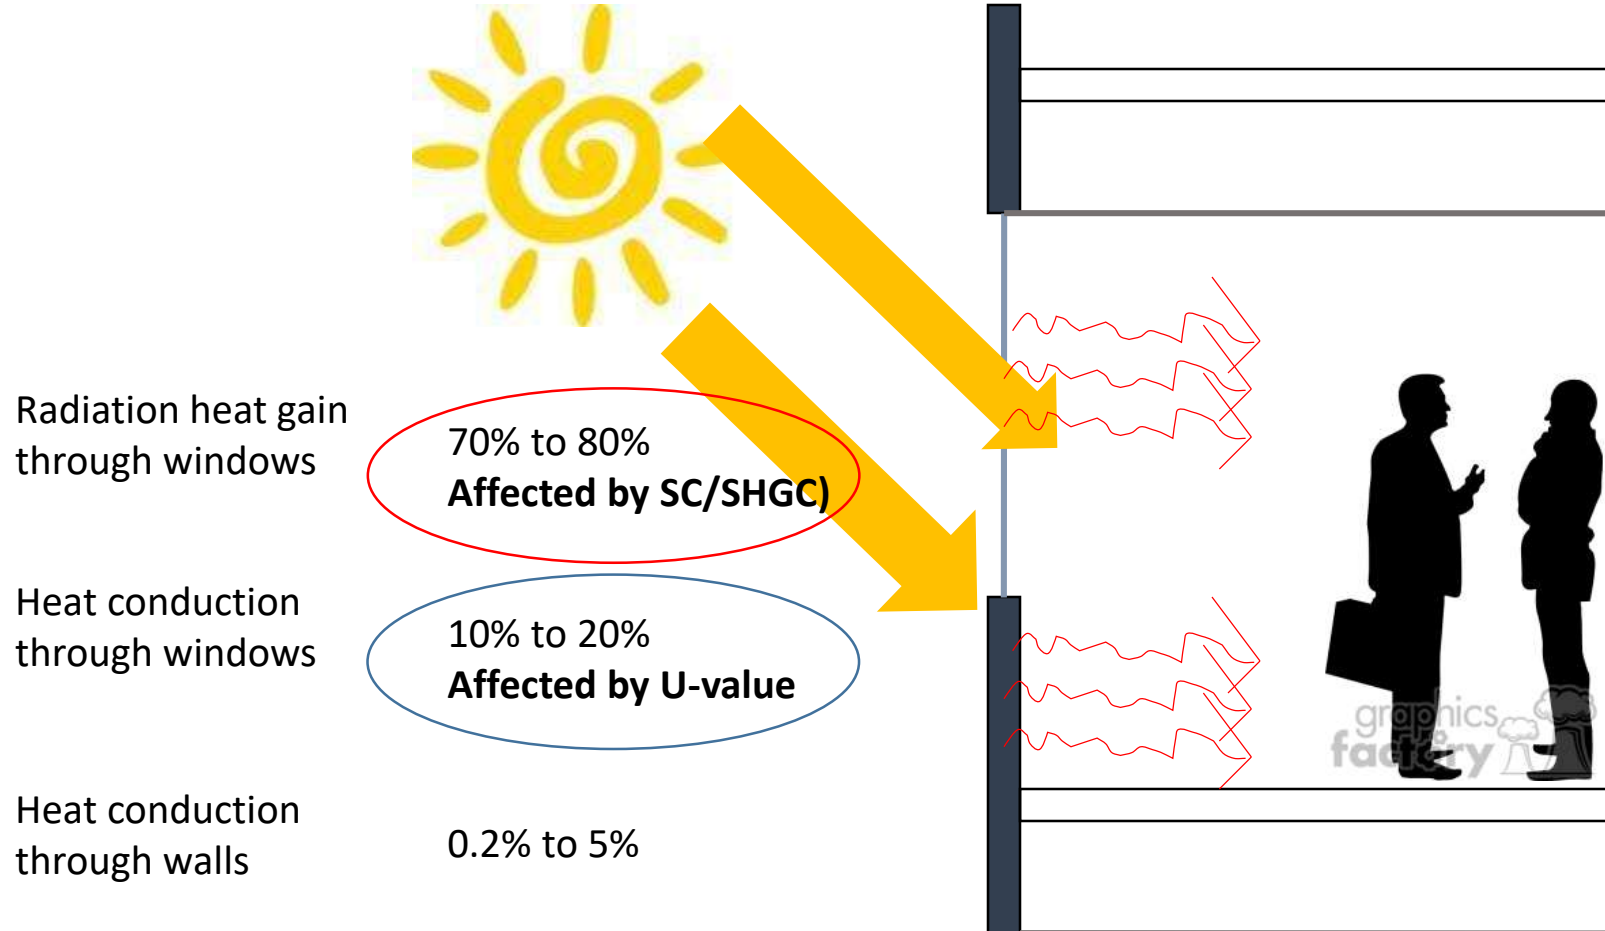 Radiation heat gain
through windows
70% to 80%
Affected by SC/SHGC)
Heat conduction
through windows
10% to 20%
Affected by U-value
Heat conduction
through walls
0.2% to 5%
graphics
factory